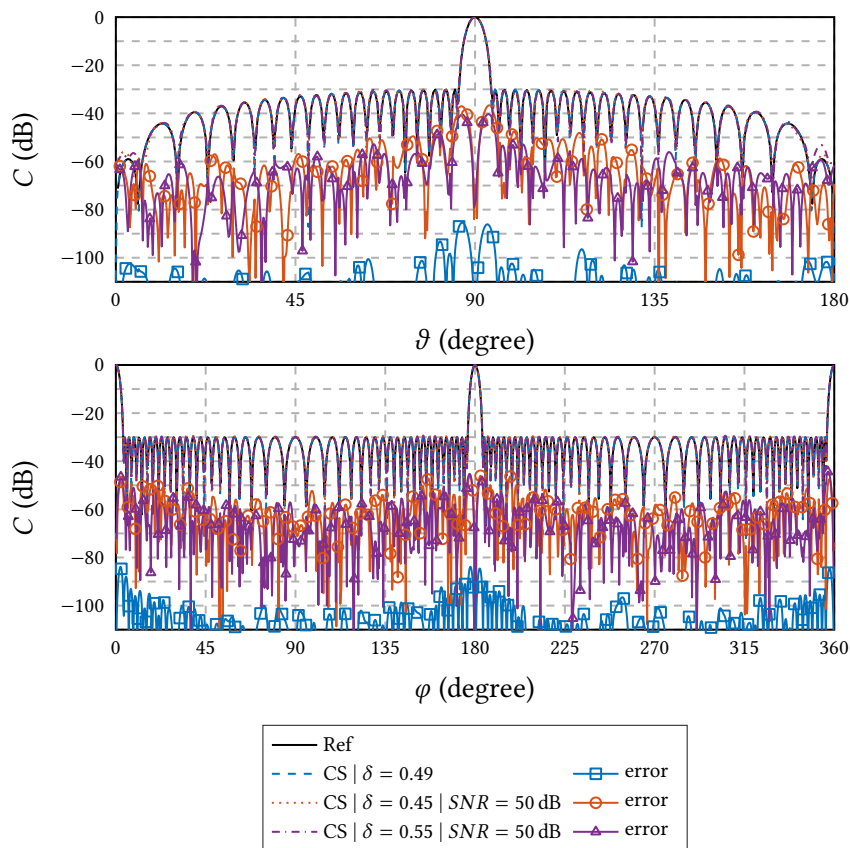 0
−20
−40
−60
−80
−100
C (dB)
0 45 90 135 180
ϑ (degree)
0
−20
−40
−60
−80
−100
C (dB)
0 45 90 135 180 225 270 315 360
φ (degree)
Ref
CS | δ = 0.49 error
CS | δ = 0.45 | SNR = 50 dB error
CS | δ = 0.55 | SNR = 50 dB error